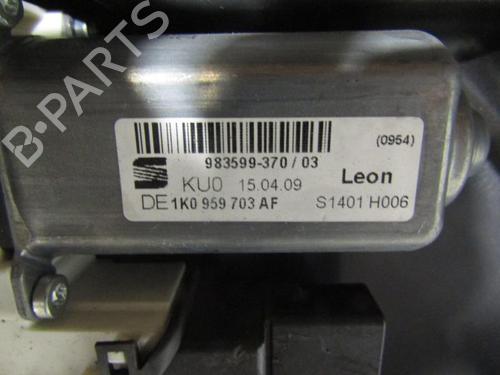 B-PARTS
983599-370 / 03
(0954)
KU0 15.04.09 Leon
DE 1K0 959 703 AF S1401 H006